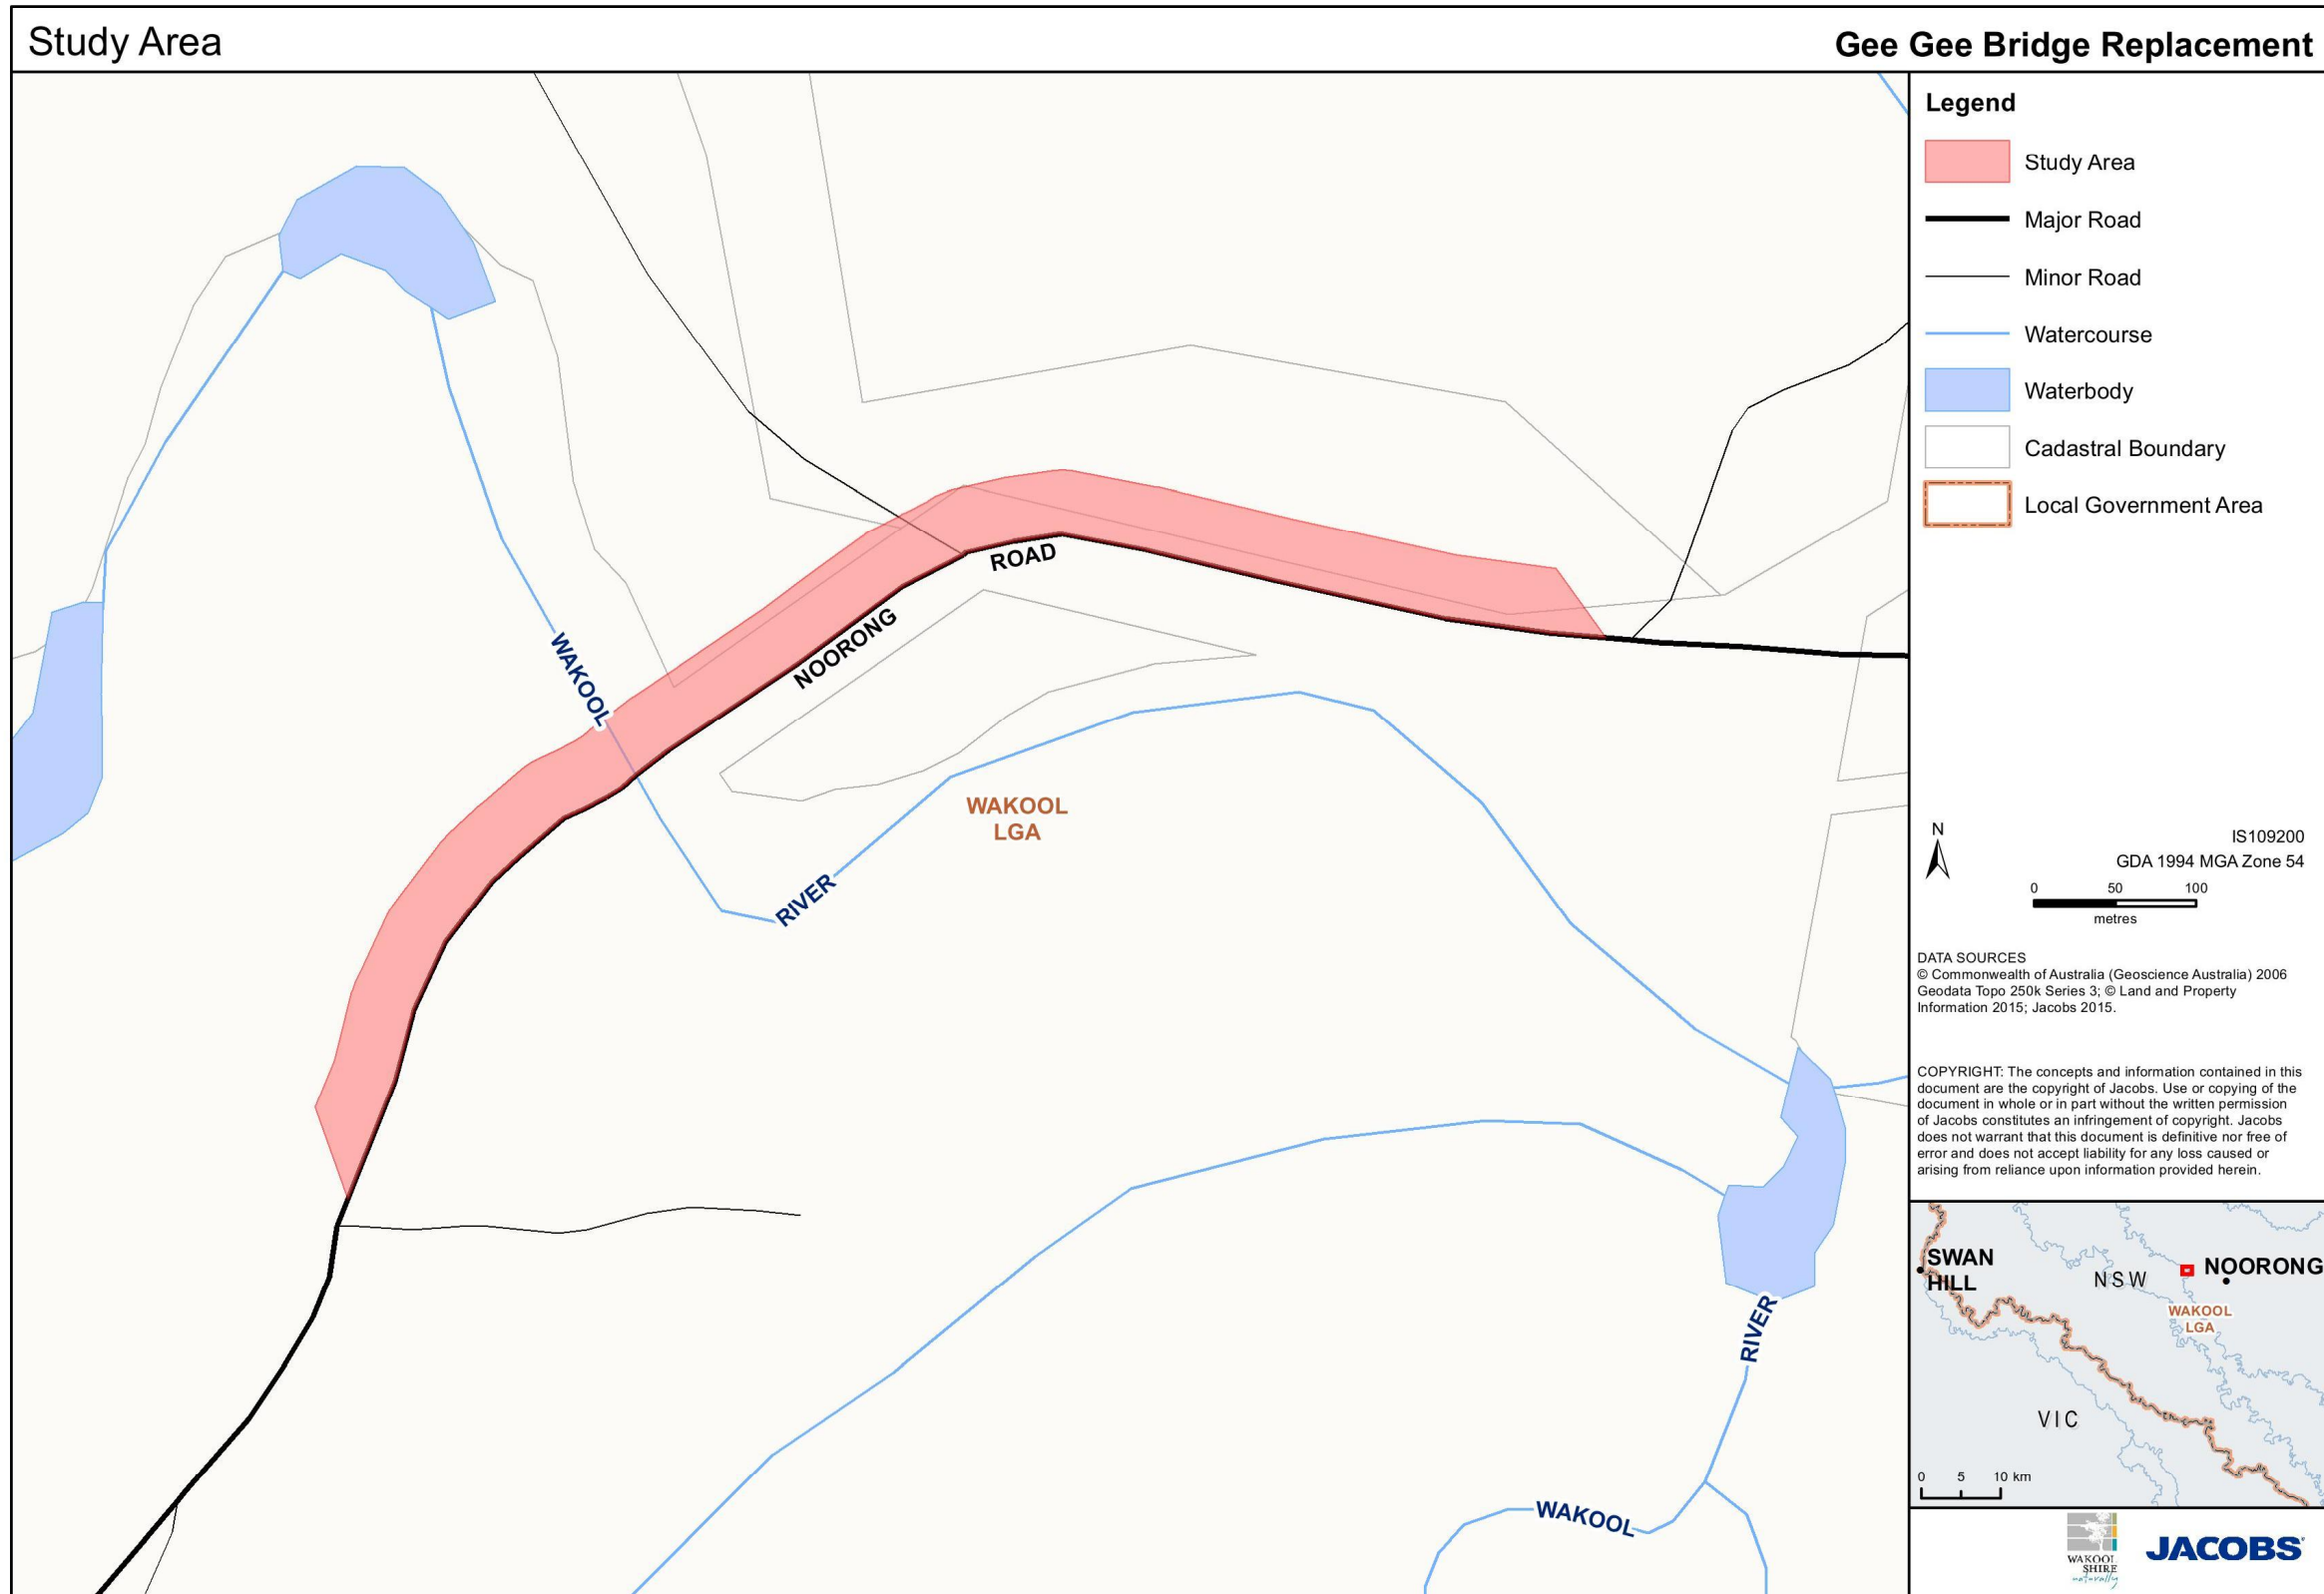 Study Area
Gee Gee Bridge Replacement
WAKOOL
NOORONG
ROAD
WAKOOL
LGA
RIVER
RIVER
WAKOOL
Legend
Study Area
Major Road
Minor Road
Watercourse
Waterbody
Cadastral Boundary
Local Government Area
N
IS109200
GDA 1994 MGA Zone 54
0 50 100
metres
DATA SOURCES
© Commonwealth of Australia (Geoscience Australia) 2006
Geodata Topo 250k Series 3; © Land and Property
Information 2015; Jacobs 2015.
COPYRIGHT: The concepts and information contained in this
document are the copyright of Jacobs. Use or copying of the
document in whole or in part without the written permission
of Jacobs constitutes an infringement of copyright. Jacobs
does not warrant that this document is definitive nor free of
error and does not accept liability for any loss caused or
arising from reliance upon information provided herein.
SWAN
HILL
NSW
NOORONG
WAKOOL
LGA
VIC
0 5 10 km
WAKOOL
SHIRE
naturally
JACOBS